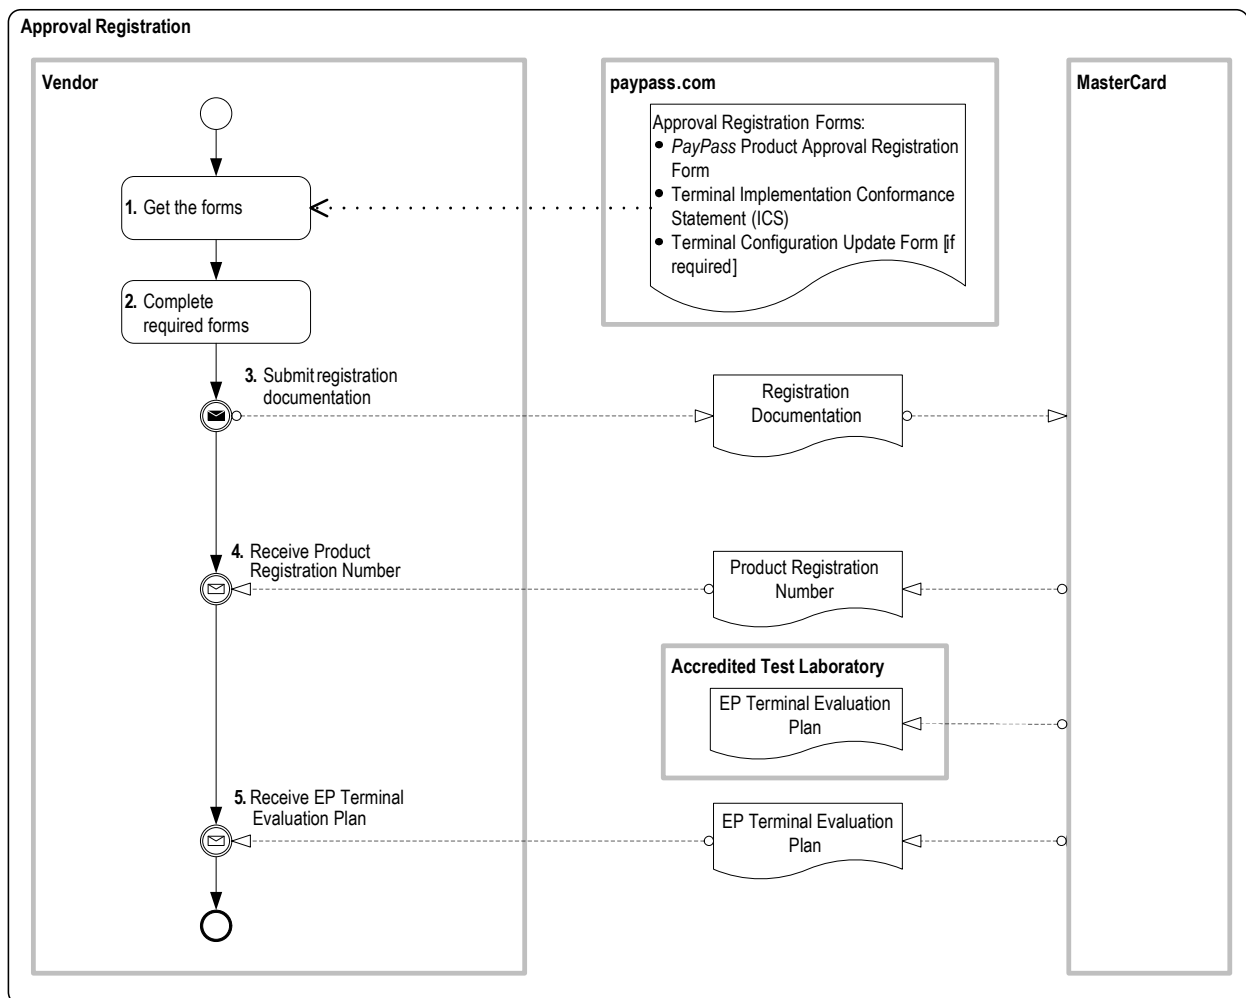 Approval Registration
Vendor
paypass.com
MasterCard
Approval Registration Forms:
• PayPass Product Approval Registration
Form
• Terminal Implementation Conformance
Statement (ICS)
• Terminal Configuration Update Form [if
required]
1. Get the forms
2. Complete
required forms
3. Submit registration
documentation
Registration
Documentation
4. Receive Product
Registration Number
Product Registration
Number
Accredited Test Laboratory
EP Terminal Evaluation
Plan
5. Receive EP Terminal
Evaluation Plan
EP Terminal Evaluation
Plan